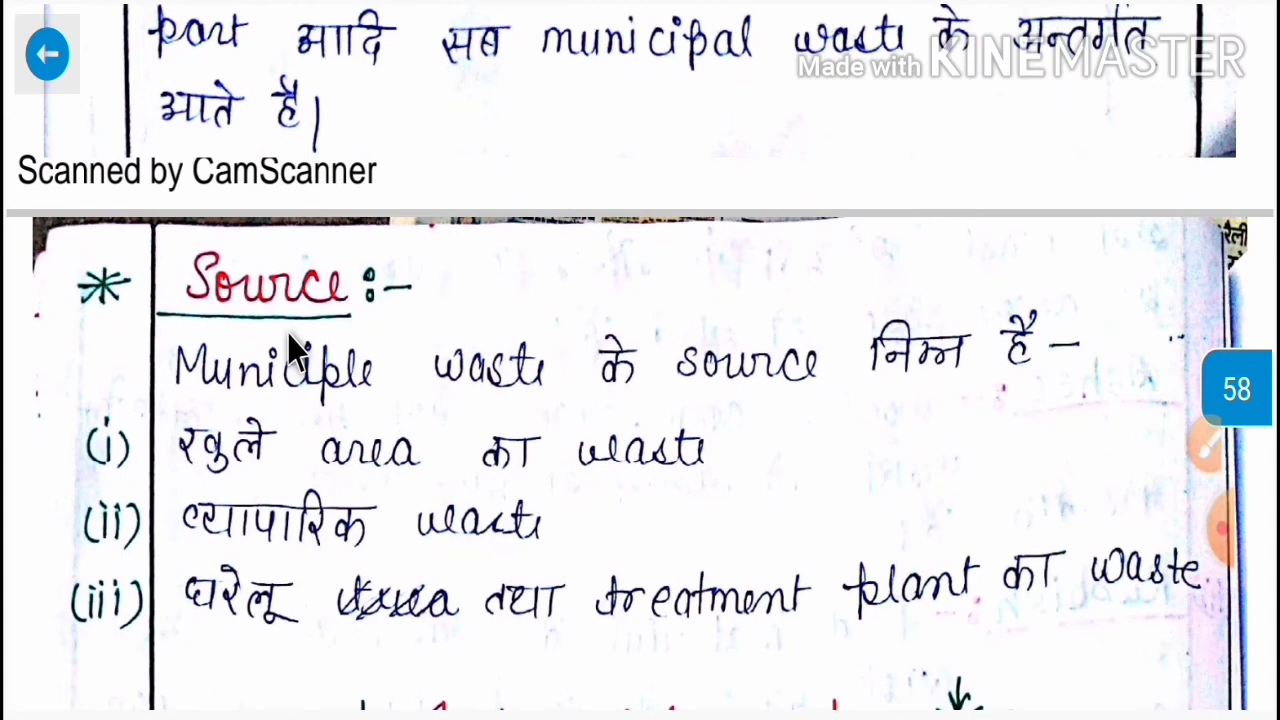 part आदि सब municipal waste के अन्तर्गत
Made with KINEMASTER
आते है।
Scanned by CamScanner
रैली
* Source :-
Municiple waste के source निम्न हैं -
58
(i) खुले area का waste
(ii) व्यापारिक waste
(iii) घरेलू तथा treatment plant का waste